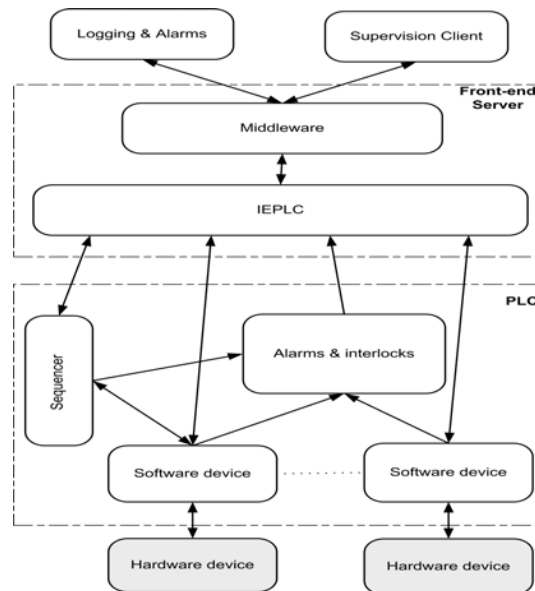 Logging & Alarms
Supervision Client
Front-end
Server
Middleware
IEPLC
PLC
Sequencer
Alarms & interlocks
Software device
Software device
Hardware device
Hardware device